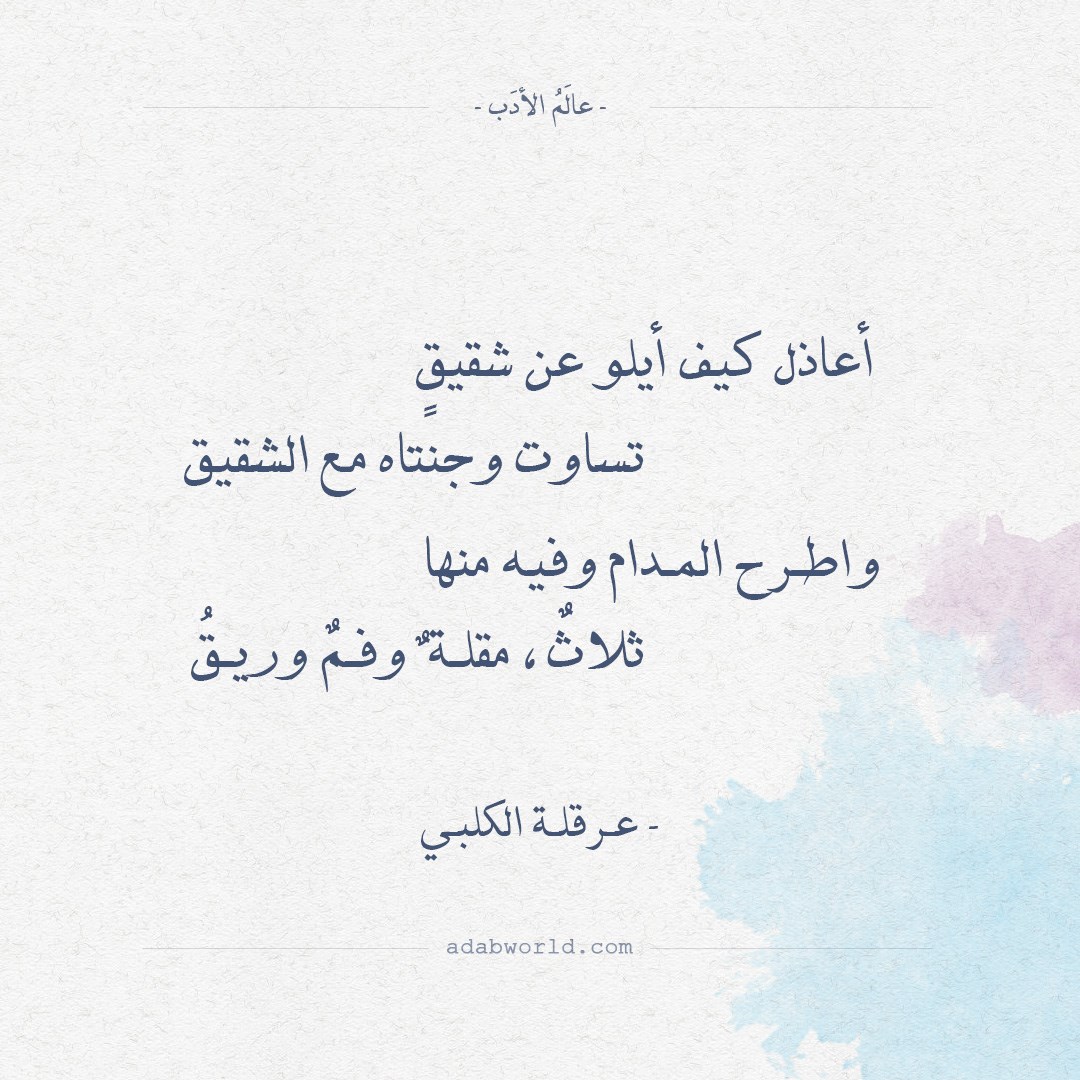 - عالَمُ الأدَب -
أعاذل كيف أيلو عن شقيقٍ
تساوت وجنتاه مع الشقيق
واطرح المدام وفيه منها
ثلاثٌ، مقلةٌ وفمٌ وريقُ
- عرقلة الكلبي
adabworld.com